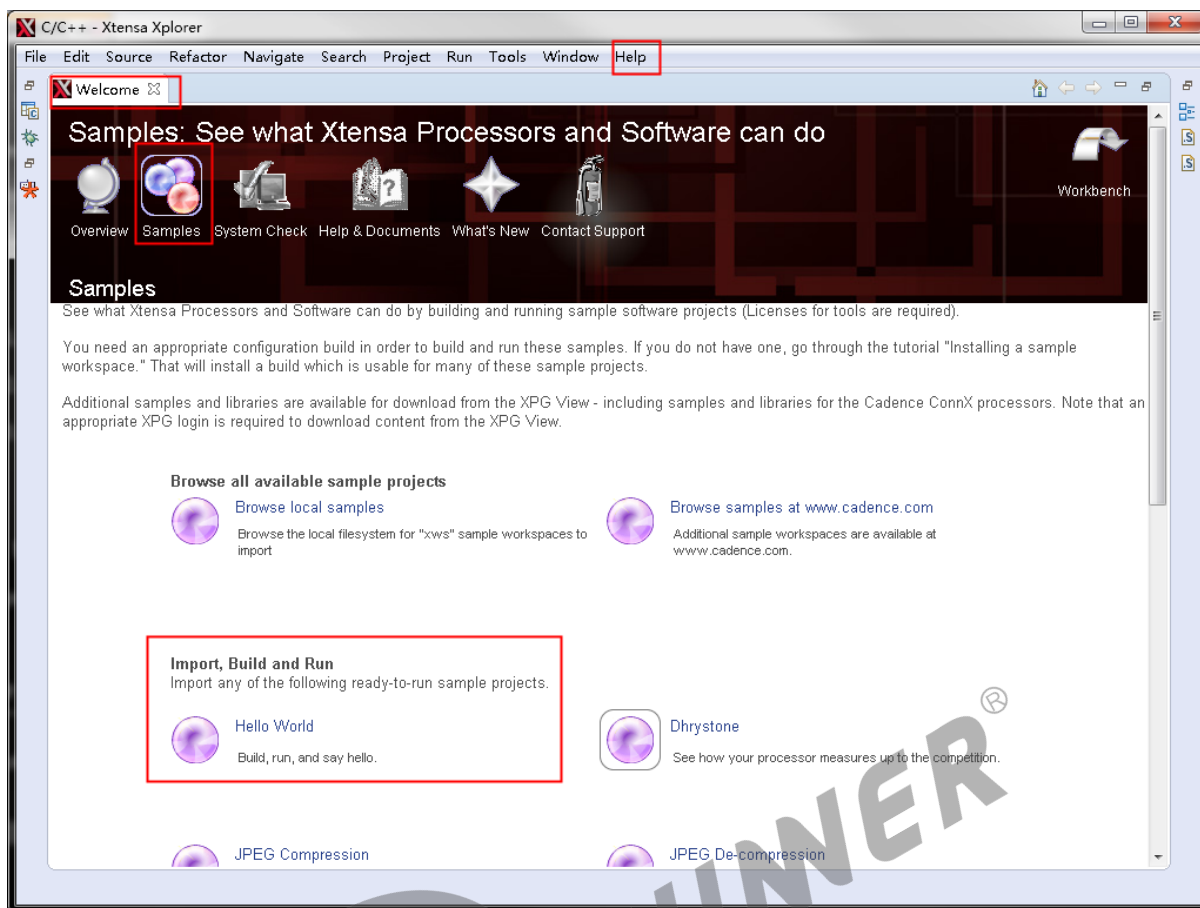 C/C++ - Xtensa Xplorer
File Edit Source Refactor Navigate Search Project Run Tools Window Help
Welcome
Samples: See what Xtensa Processors and Software can do
Workbench
Overview Samples System Check Help & Documents What's New Contact Support
Samples
See what Xtensa Processors and Software can do by building and running sample software projects (Licenses for tools are required).
You need an appropriate configuration build in order to build and run these samples. If you do not have one, go through the tutorial "Installing a sample
workspace." That will install a build which is usable for many of these sample projects.
Additional samples and libraries are available for download from the XPG View - including samples and libraries for the Cadence ConnX processors. Note that an
appropriate XPG login is required to download content from the XPG View.
Browse all available sample projects
Browse local samples
Browse the local filesystem for "xws" sample workspaces to
import
Browse samples at www.cadence.com
Additional sample workspaces are available at
www.cadence.com.
Import, Build and Run
Import any of the following ready-to-run sample projects.
Hello World
Build, run, and say hello.
Dhrystone
See how your processor measures up to the competition.
JPEG Compression
JPEG De-compression